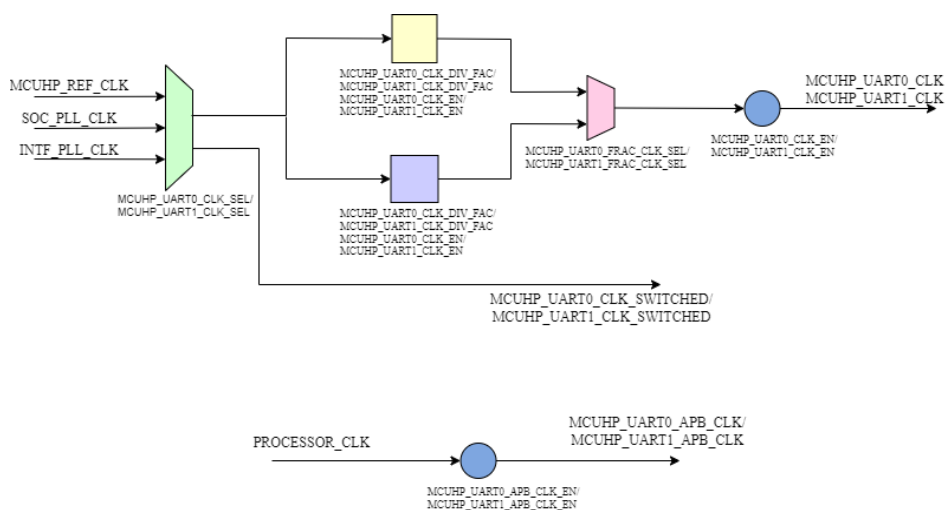 MCUHP_REF_CLK
SOC_PLL_CLK
INTF_PLL_CLK
MCUHP_UART0_CLK_SEL/
MCUHP_UART1_CLK_SEL
MCUHP_UART0_CLK_DIV_FAC/
MCUHP_UART1_CLK_DIV_FAC
MCUHP_UART0_CLK_EN/
MCUHP_UART1_CLK_EN
MCUHP_UART0_CLK_DIV_FAC/
MCUHP_UART1_CLK_DIV_FAC
MCUHP_UART0_CLK_EN/
MCUHP_UART1_CLK_EN
MCUHP_UART0_FRAC_CLK_SEL/
MCUHP_UART1_FRAC_CLK_SEL
MCUHP_UART0_CLK_EN/
MCUHP_UART1_CLK_EN
MCUHP_UART0_CLK
MCUHP_UART1_CLK
MCUHP_UART0_CLK_SWITCHED/
MCUHP_UART1_CLK_SWITCHED
PROCESSOR_CLK
MCUHP_UART0_APB_CLK_EN/
MCUHP_UART1_APB_CLK_EN
MCUHP_UART0_APB_CLK/
MCUHP_UART1_APB_CLK